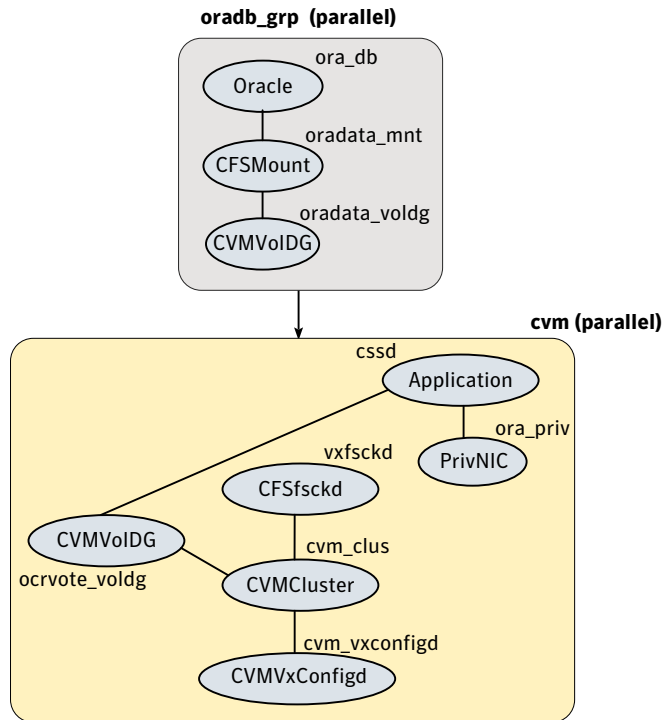 oradb_grp (parallel)
ora_db
Oracle
oradata_mnt
CFSMount
oradata_voldg
CVMVolDG
cvm (parallel)
cssd
Application
ora_priv
PrivNIC
vxfsckd
CFSfsckd
CVMVolDG
ocrvote_voldg
cvm_clus
CVMCluster
cvm_vxconfigd
CVMVxConfigd